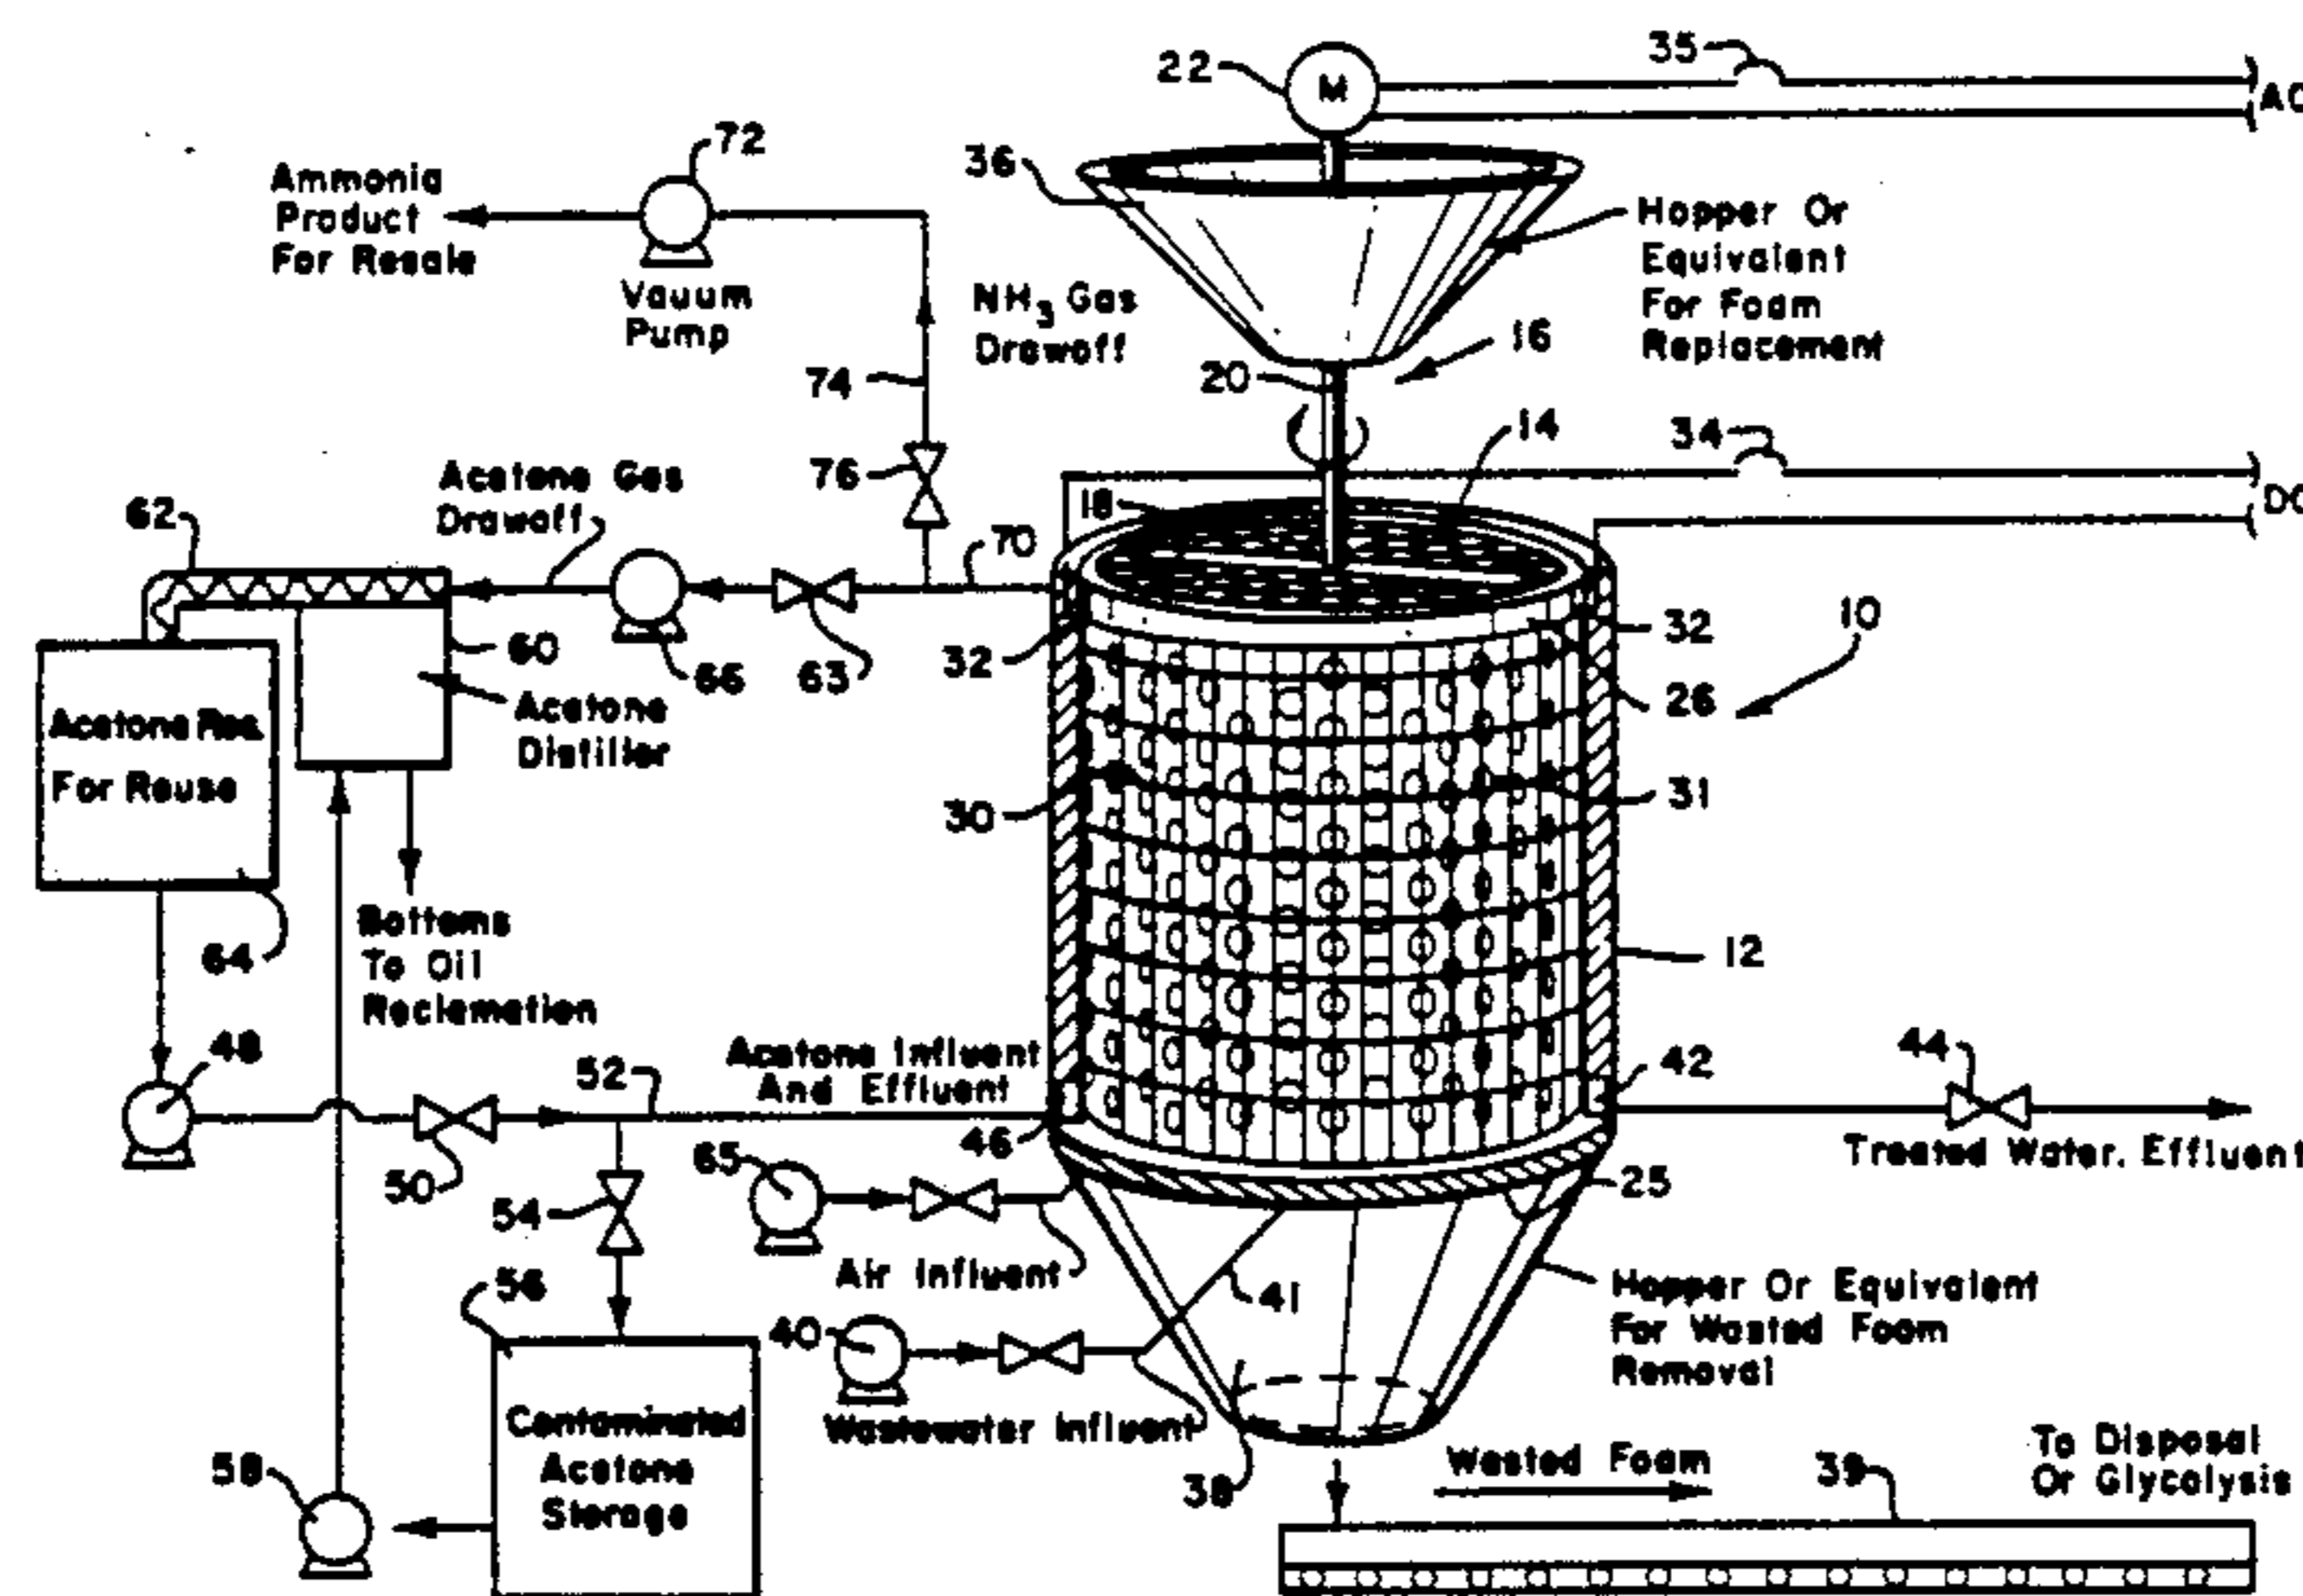 35
22
M
AC
72
36
Ammonia
Product
For Resale
Hopper Or
Equivalent
For Foam
Replacement
Vauum
Pump
NH3 Gas
Drawoff
16
20
74
14
34
76
Acetone Gas
Drawoff
18
DC
62
70
10
32
32
60
66
63
26
Acetone Res.
For Reuse
Acetone
Distiller
30
31
Bottoms
To Oil
Reclamation
64
12
48
Acetone Influent
And Effluent
52
42
44
46
Treated Water. Effluent
50
65
25
54
Air Influent
41
56
40
Hopper Or Equivalent
For Wasted Foam
Removal
Wastewater Influent
38
Contaminated
Acetone
Storage
58
Wasted Foam
39
To Disposal
Or Glycolysis